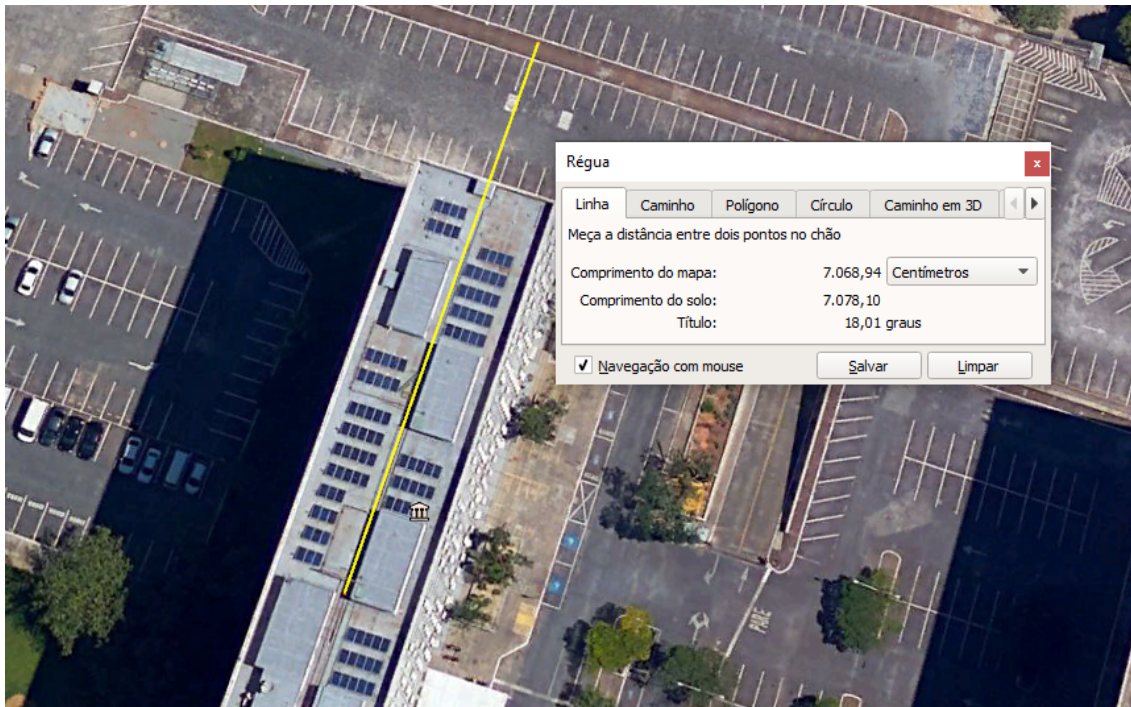 Régua
x
Linha Caminho Polígono Círculo Caminho em 3D
Meça a distância entre dois pontos no chão
Comprimento do mapa: 7.068,94 Centímetros
Comprimento do solo: 7.078,10
Título: 18,01 graus
Navegação com mouse Salvar Limpar
PARE